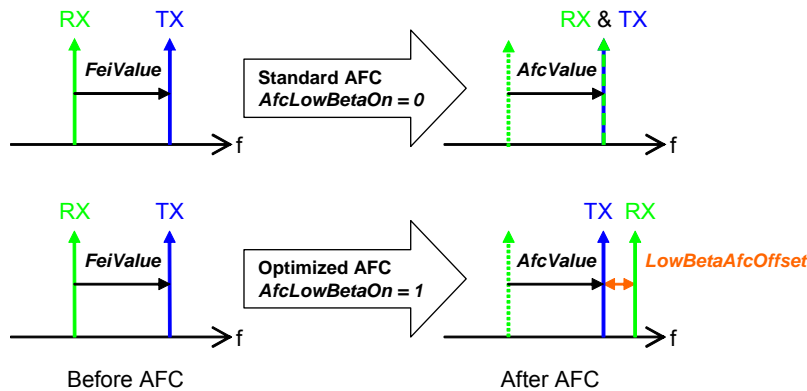 RX
TX
FeiValue
f
Standard AFC
AfcLowBetaOn = 0
RX & TX
AfcValue
f
RX
TX
FeiValue
f
Optimized AFC
AfcLowBetaOn = 1
TX
RX
AfcValue
LowBetaAfcOffset
f
Before AFC
After AFC